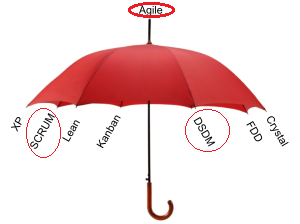 Agile
XP
SCRUM
Lean
Kanban
DSDM
FDD
Crystal